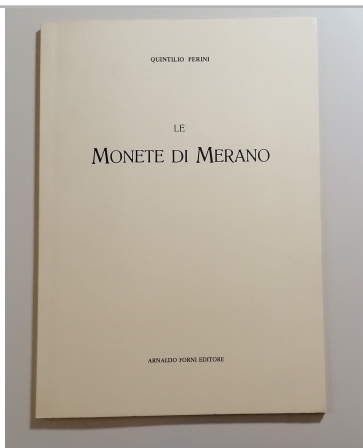 QUINTILIO PERINI
LE
MONETE DI MERANO
ARNALDO FORNI EDITORE